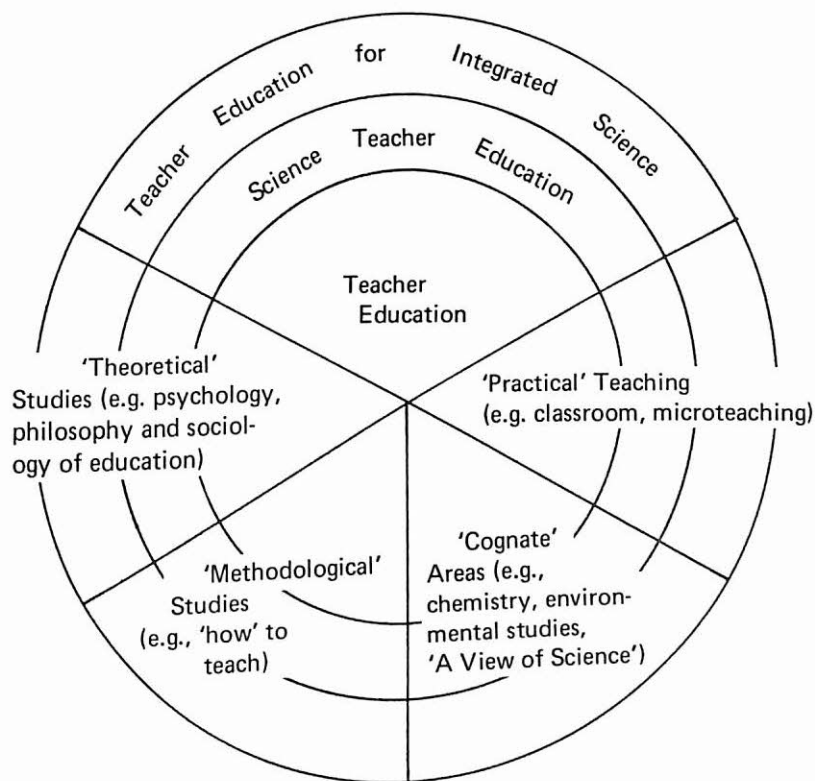 Teacher Education for Integrated Science
Science Teacher Education
Teacher
Education
'Theoretical'
Studies (e.g. psychology,
philosophy and sociol-
ogy of education)
'Practical' Teaching
(e.g. classroom, microteaching)
'Methodological'
Studies
(e.g., 'how' to
teach)
'Cognate'
Areas (e.g.,
chemistry, environ-
mental studies,
'A View of Science')